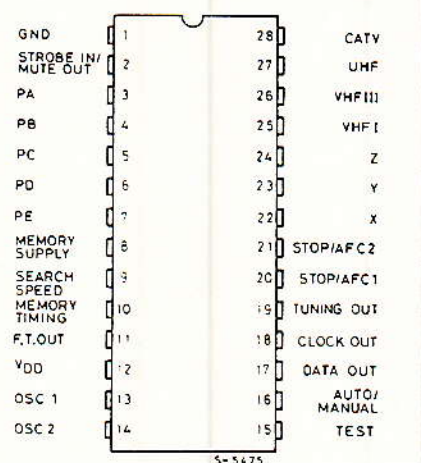 GND 1 28 CATV
STROBE IN/
MUTE OUT 2 27 UHF
PA 3 26 VHFIII
PB 4 25 VHF I
PC 5 24 Z
PD 6 23 Y
PE 7 22 X
MEMORY
SUPPLY 8 21 STOP/AFC2
SEARCH
SPEED 9 20 STOP/AFC1
MEMORY
TIMING 10 19 TUNING OUT
F.T.OUT 11 18 CLOCK OUT
VDD 12 17 DATA OUT
OSC 1 13 16 AUTO/
MANUAL
OSC 2 14 15 TEST
S-5475